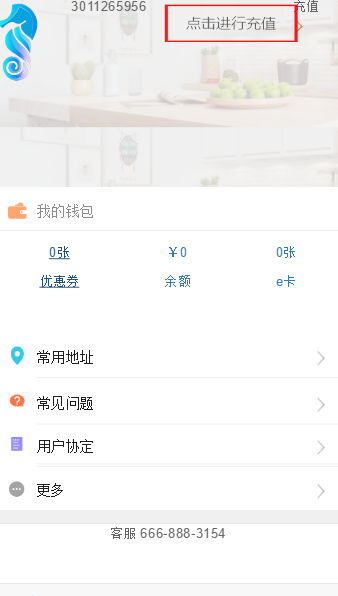 3011265956
充值
点击进行充值
我的钱包
0张 ￥0 0张
优惠券 余额 e卡
常用地址
常见问题
用户协定
更多
客服 666-888-3154